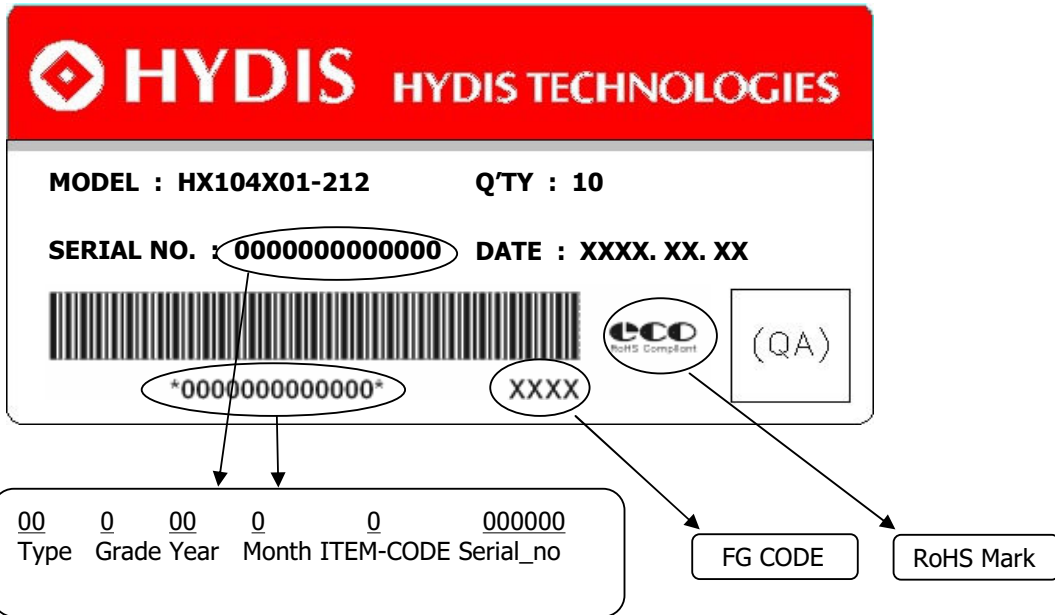 HYDIS HYDIS TECHNOLOGIES
MODEL : HX104X01-212 Q’TY : 10
SERIAL NO. : 0000000000000 DATE : XXXX. XX. XX
eco
RoHS Compliant
(QA)
*0000000000000* XXXX
00 0 00 0 0 000000
Type Grade Year Month ITEM-CODE Serial_no
FG CODE
RoHS Mark